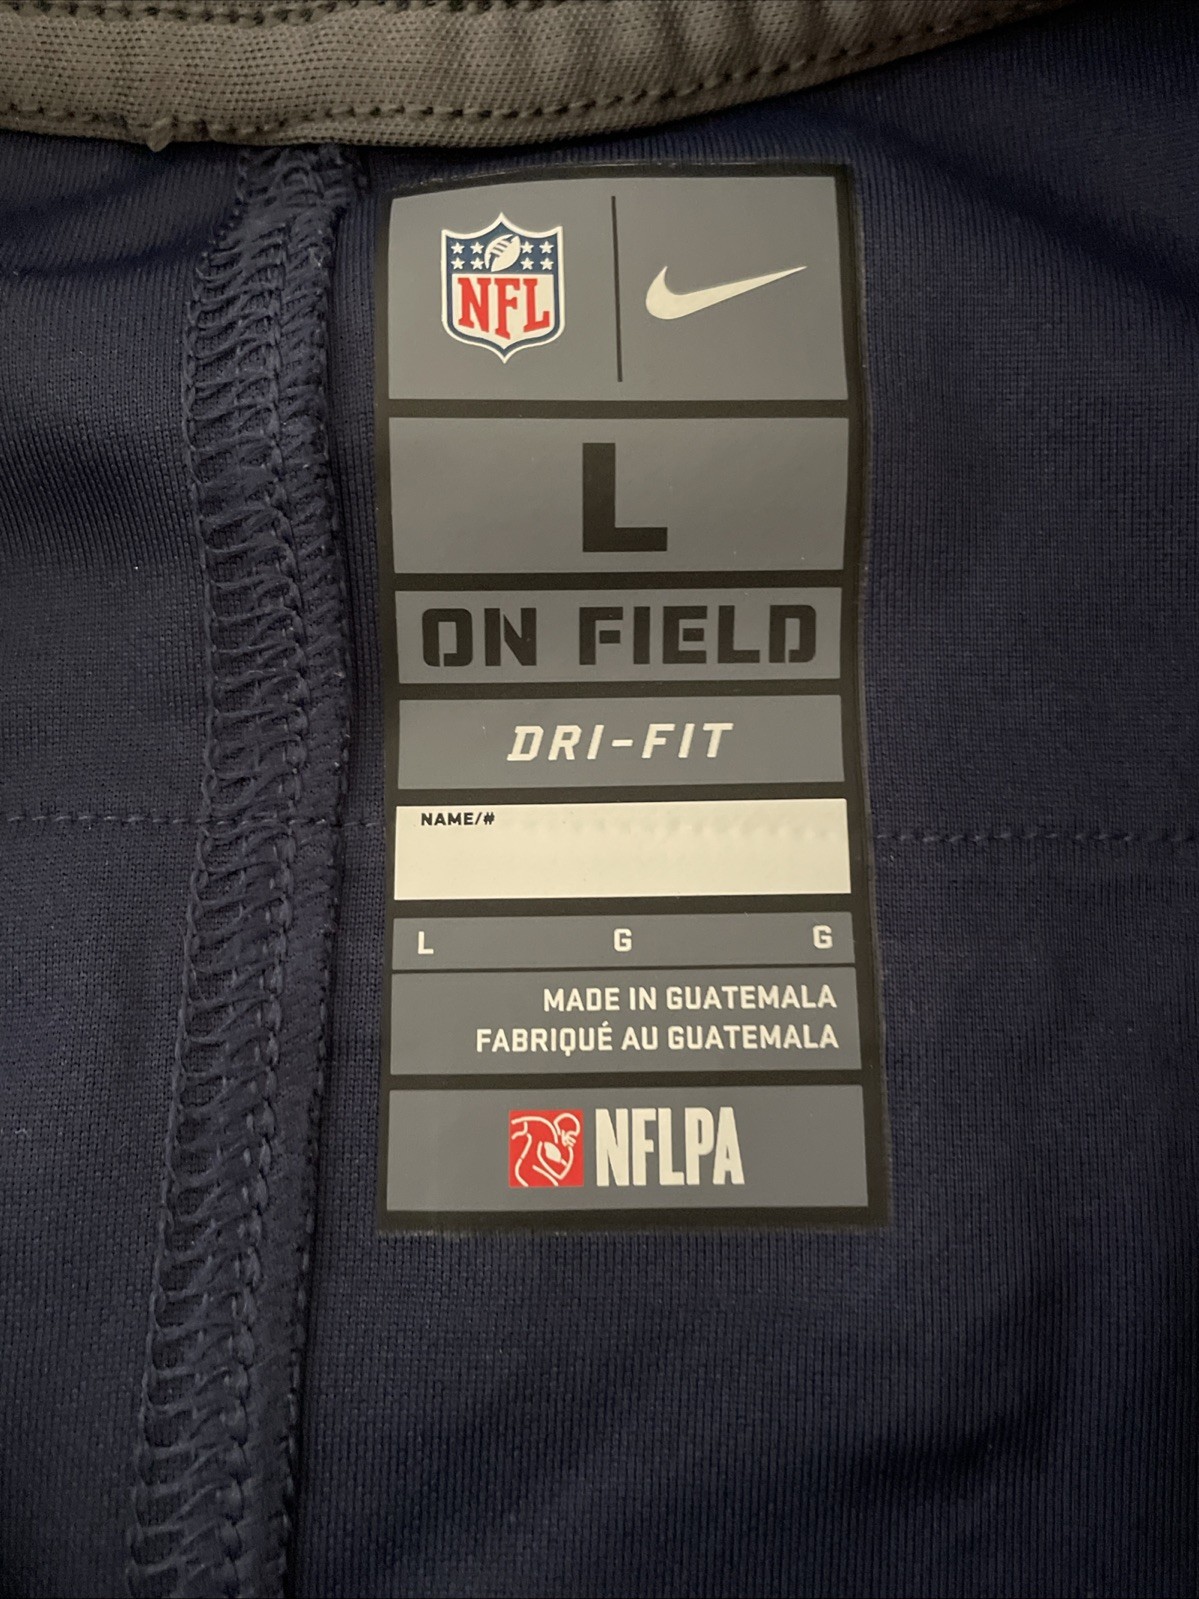 NFL
L
ON FIELD
DRI-FIT
NAME/#
L G G
MADE IN GUATEMALA
FABRIQUÉ AU GUATEMALA
NFLPA